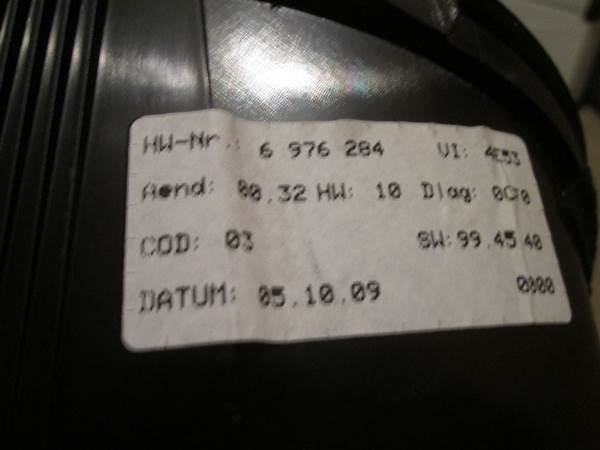 HW-Nr.: 6 976 284 VI: 4E53
Aend: 00.32 HW: 10 Diag: 0CF0
COD: 03 SW: 99.45 40
DATUM: 05.10.09 0000